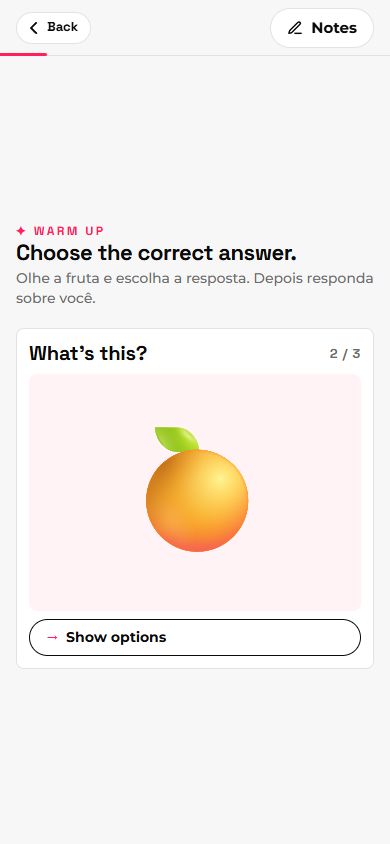 Back
Notes
WARM UP
Choose the correct answer.
Olhe a fruta e escolha a resposta. Depois responda
sobre você.
What's this?
2 / 3
→ Show options